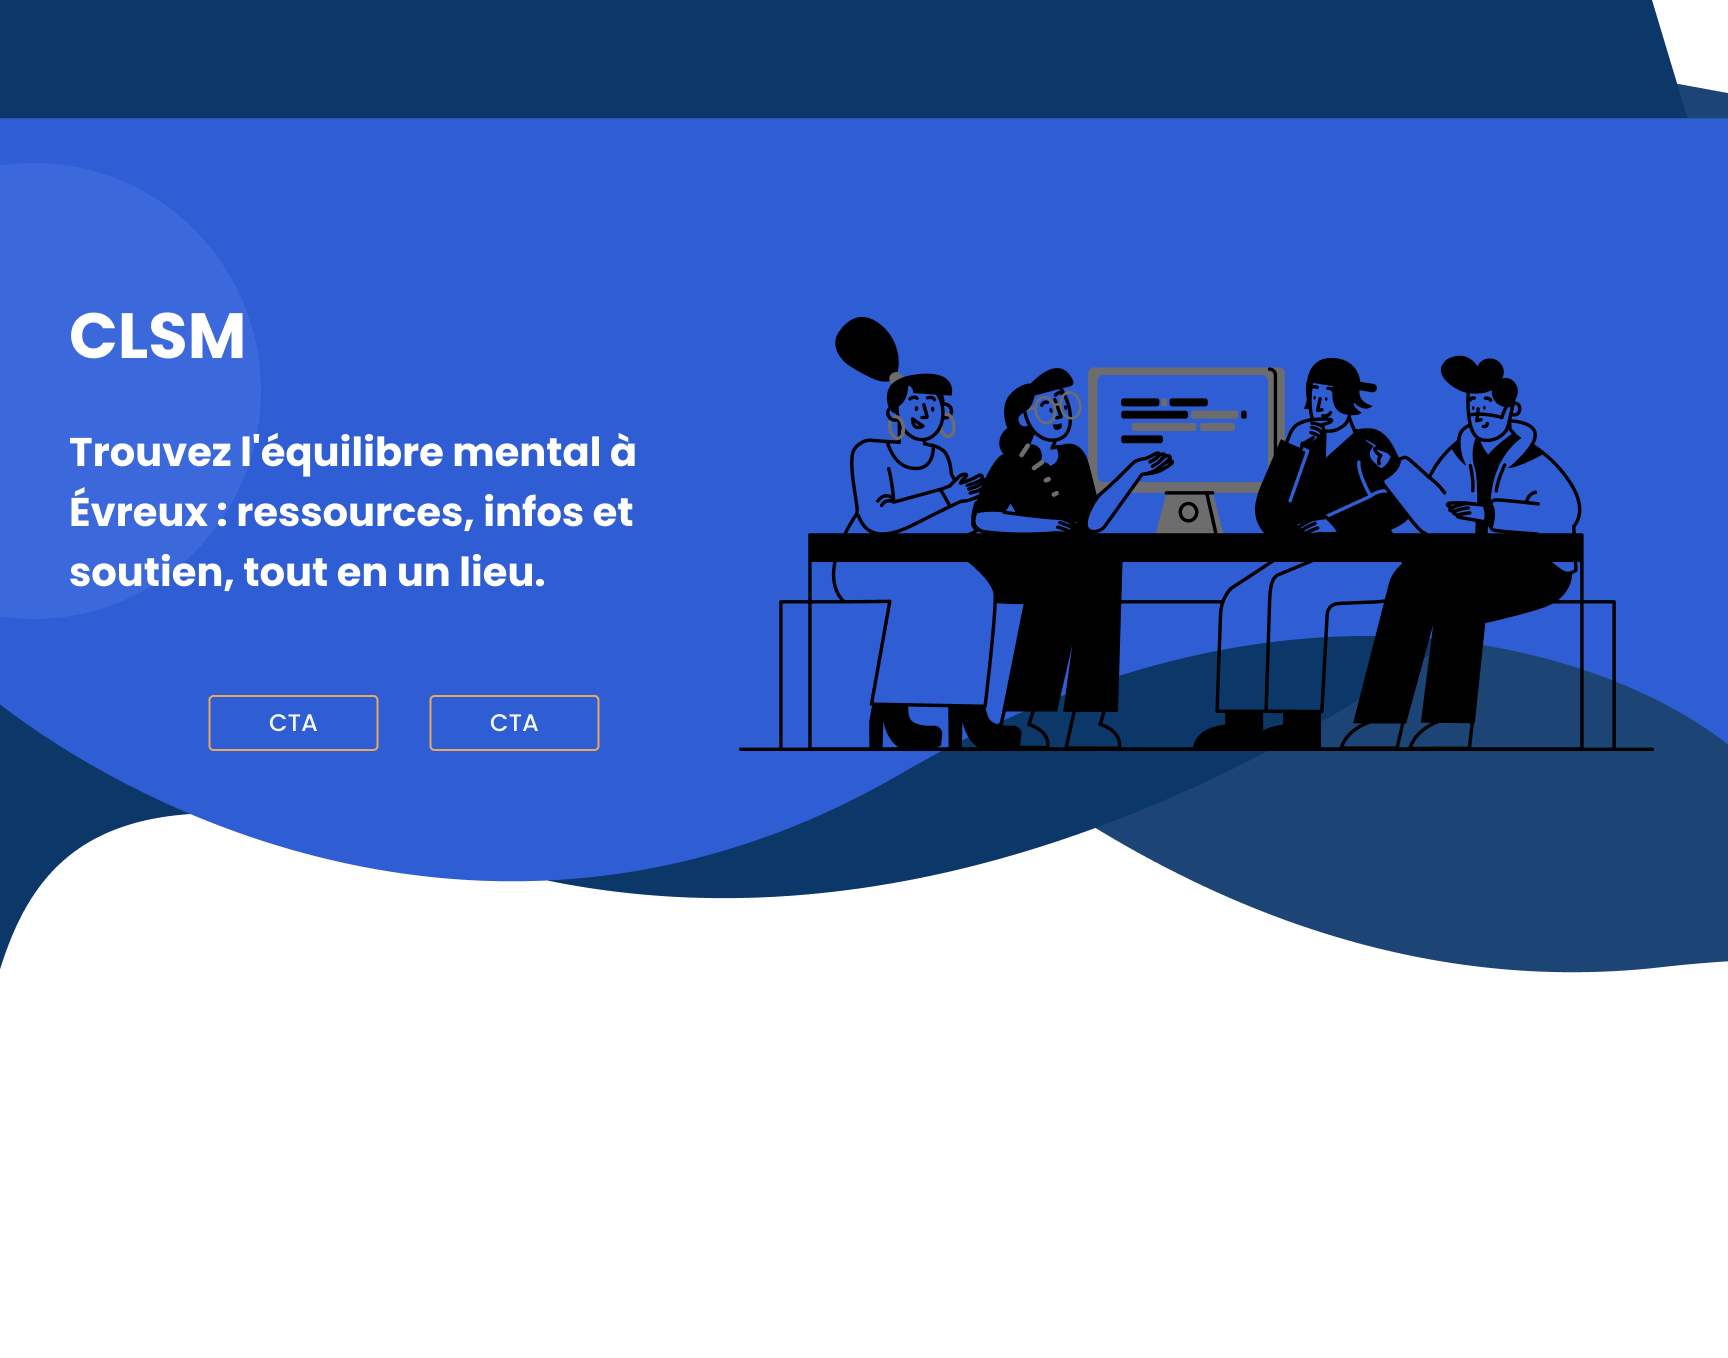 CLSM
Trouvez l'équilibre mental à
Évreux : ressources, infos et
soutien, tout en un lieu.
CTA
CTA